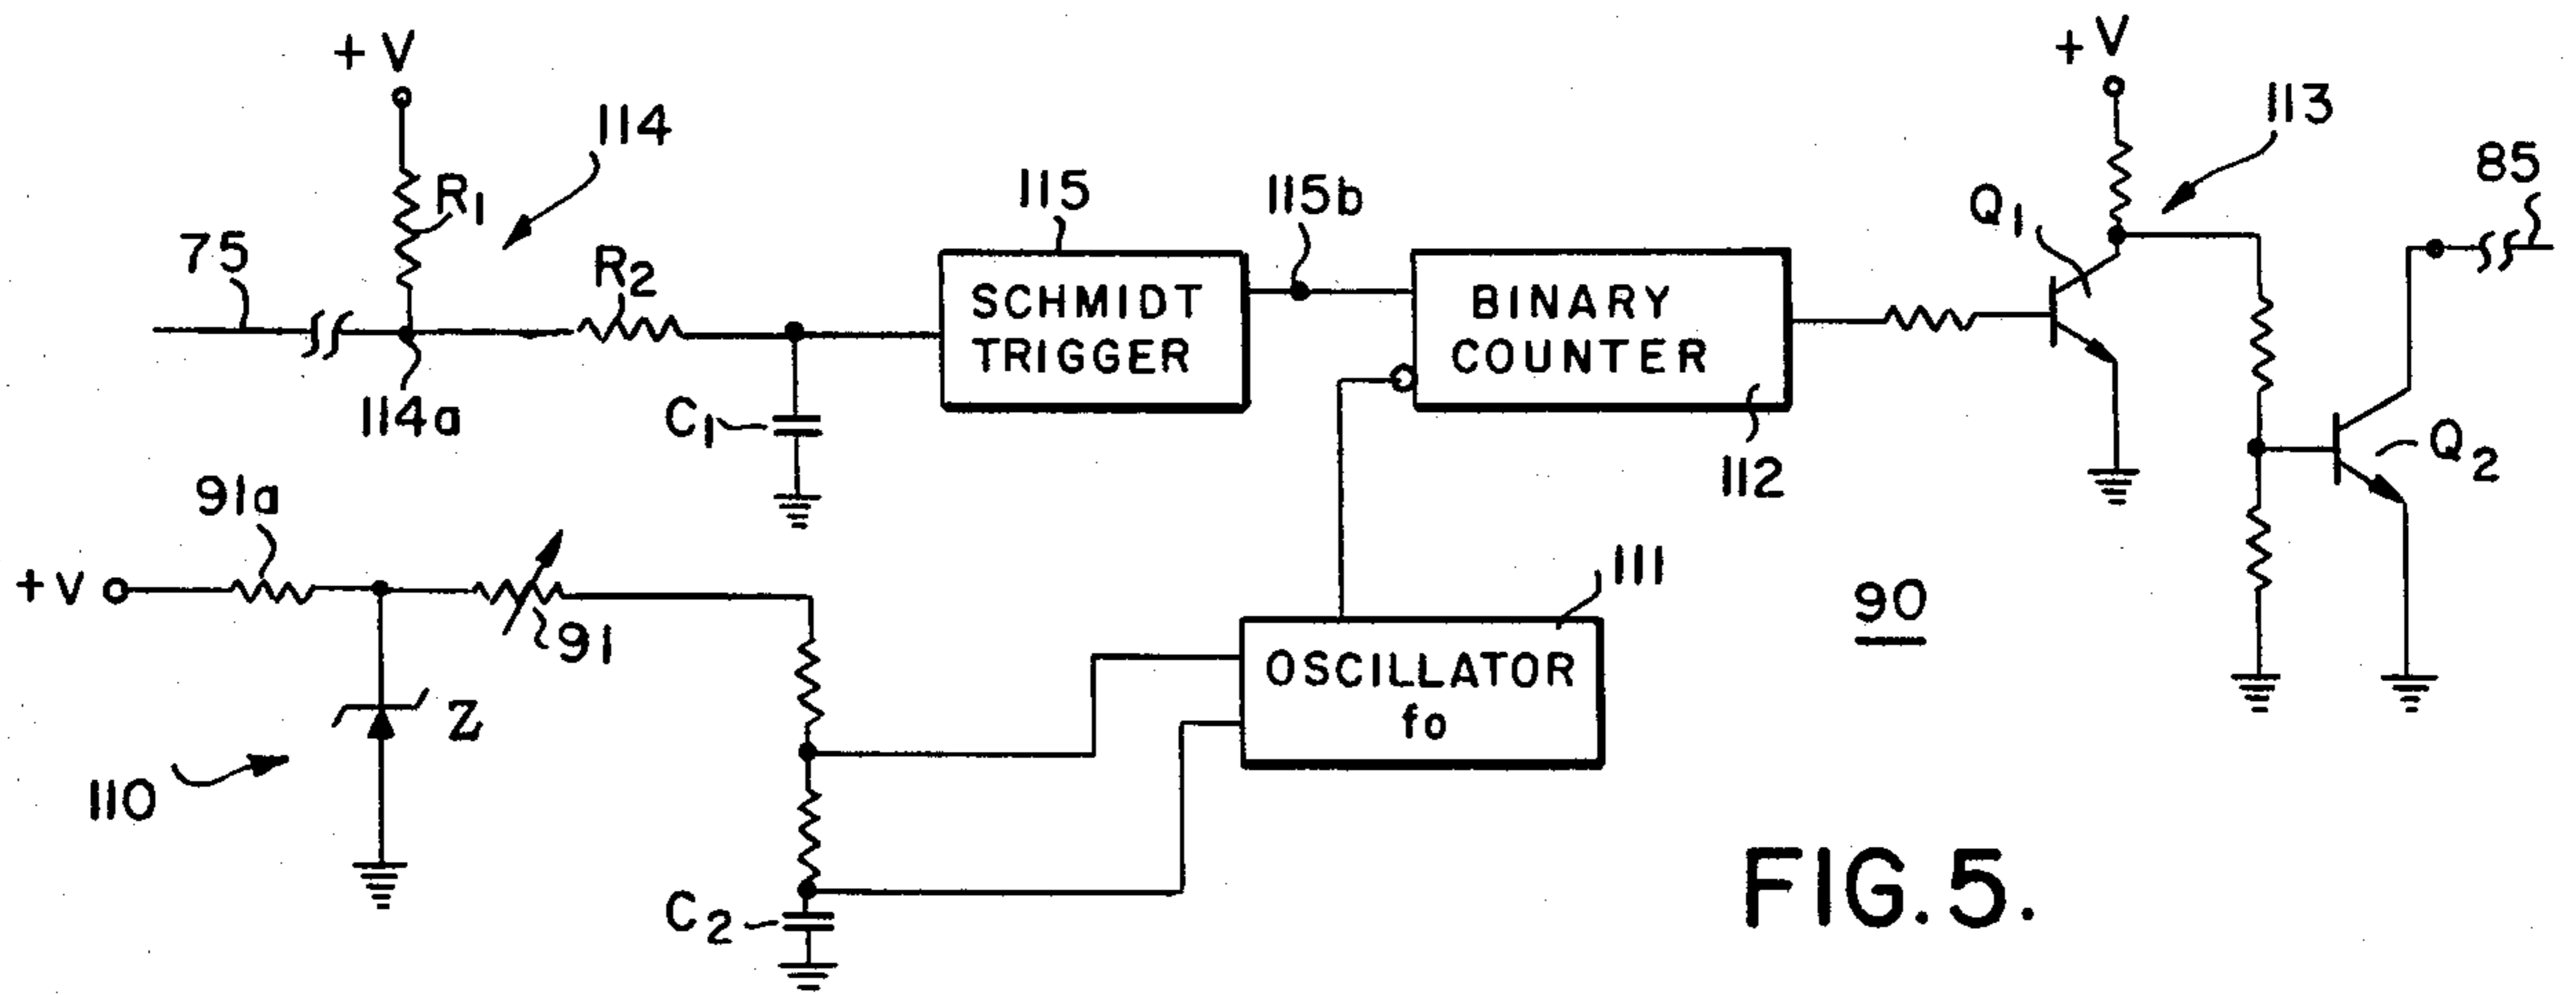 +V
114
R1
75
R2
114a
C1
115
SCHMIDT
TRIGGER
115b
BINARY
COUNTER
112
+V
113
Q1
85
Q2
91a
+V
91
Z
110
C2
111
OSCILLATOR
fo
90
FIG. 5.